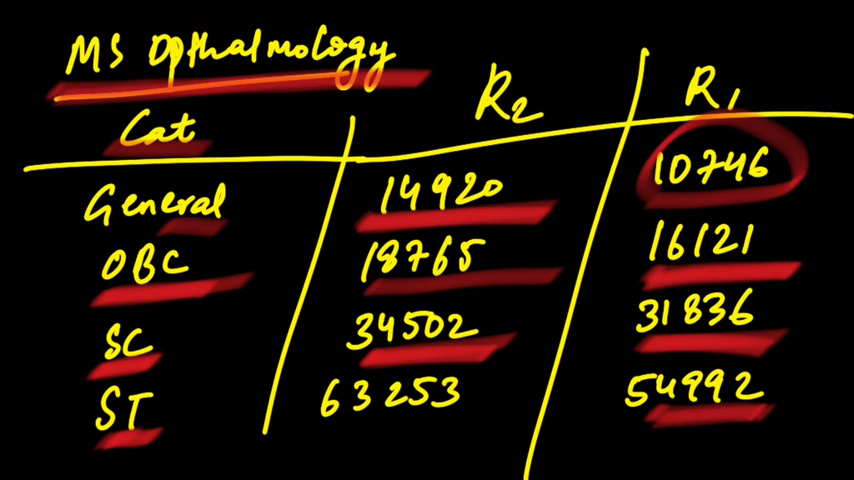 MS Opthalmology
Cat R2 R1
General 14920 10746
OBC 18765 16121
SC 34502 31836
ST 63253 54992